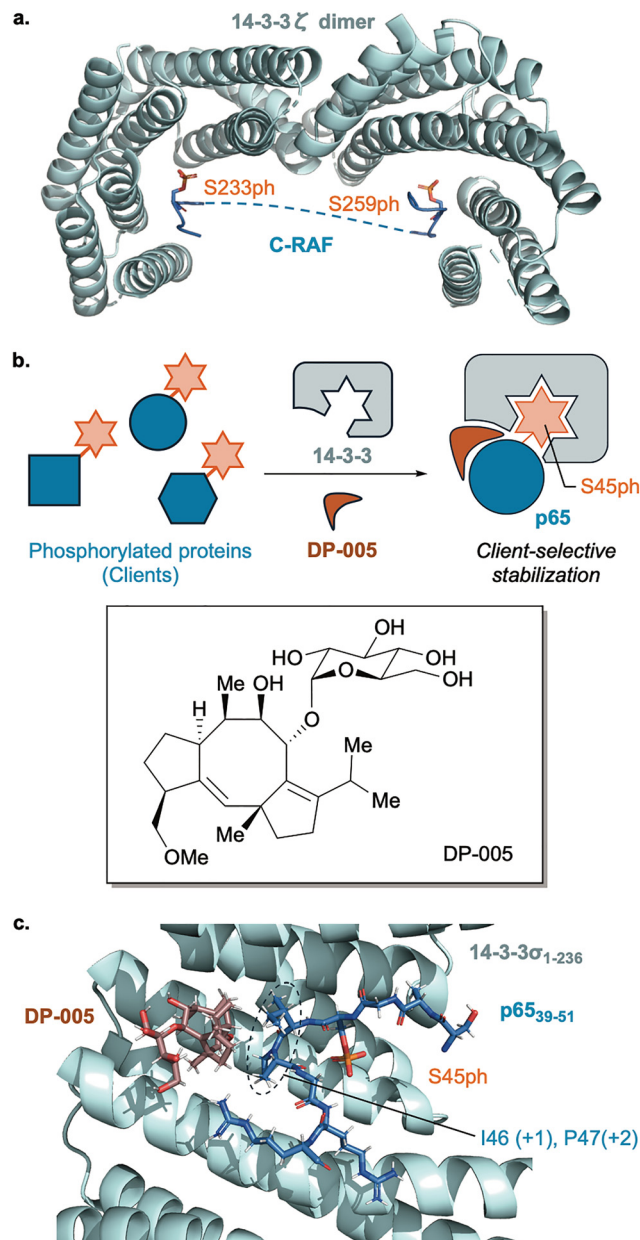 a.
14-3-3ζ dimer
S233ph
S259ph
C-RAF
b.
14-3-3
DP-005
S45ph
p65
Phosphorylated proteins
(Clients)
Client-selective
stabilization
OH
HO
O
OH
OH
Me
OH
H
O
Me
Me
Me
OMe
DP-005
c.
14-3-3σ1-236
DP-005
p6539-51
S45ph
I46 (+1), P47(+2)